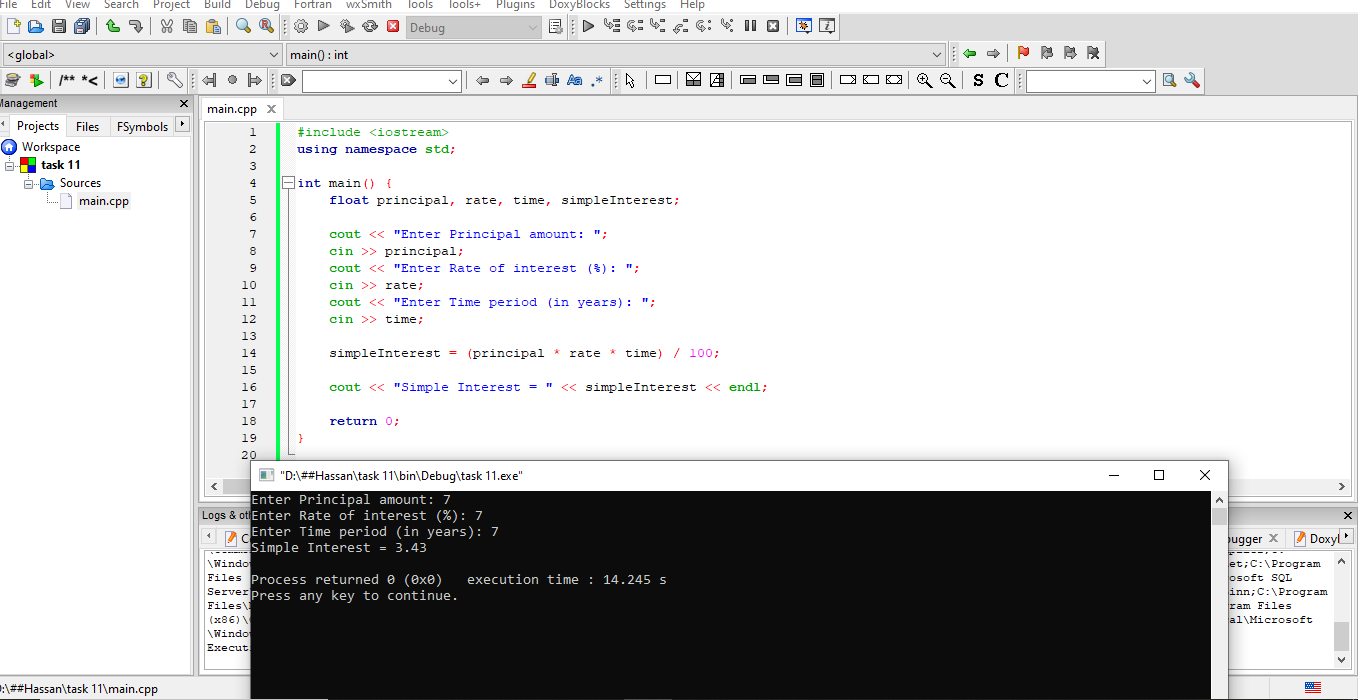 File Edit View Search Project Build Debug Fortran wxSmith Tools Tools+ Plugins DoxyBlocks Settings Help
Debug
<global> main() : int
/** *< S C
Management
Projects Files FSymbols
Workspace
task 11
Sources
main.cpp
main.cpp
1 #include <iostream>
2 using namespace std;
3
4 int main() {
5 float principal, rate, time, simpleInterest;
6
7 cout << "Enter Principal amount: ";
8 cin >> principal;
9 cout << "Enter Rate of interest (%): ";
10 cin >> rate;
11 cout << "Enter Time period (in years): ";
12 cin >> time;
13
14 simpleInterest = (principal * rate * time) / 100;
15
16 cout << "Simple Interest = " << simpleInterest << endl;
17
18 return 0;
19 }
20
"D:\##Hassan\task 11\bin\Debug\task 11.exe"
Enter Principal amount: 7
Enter Rate of interest (%): 7
Enter Time period (in years): 7
Simple Interest = 3.43
Process returned 0 (0x0) execution time : 14.245 s
Press any key to continue.
Logs & ot
ugger Doxyl
\Windo et;C:\Program
Files osoft SQL
Server inn;C:\Program
Files\ ram Files
(x86)\ al\Microsoft
\Windo
Execut
D:\##Hassan\task 11\main.cpp